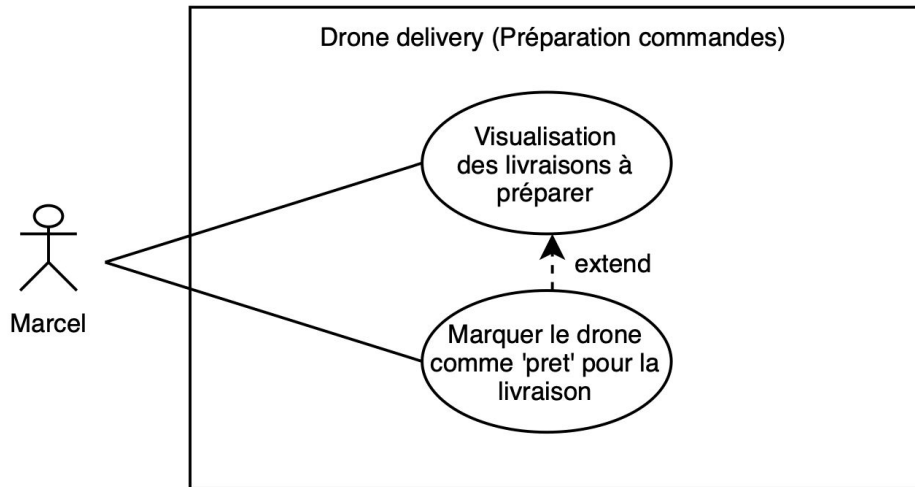 Drone delivery (Préparation commandes)
Visualisation
des livraisons à
préparer
extend
Marcel
Marquer le drone
comme 'pret' pour la
livraison